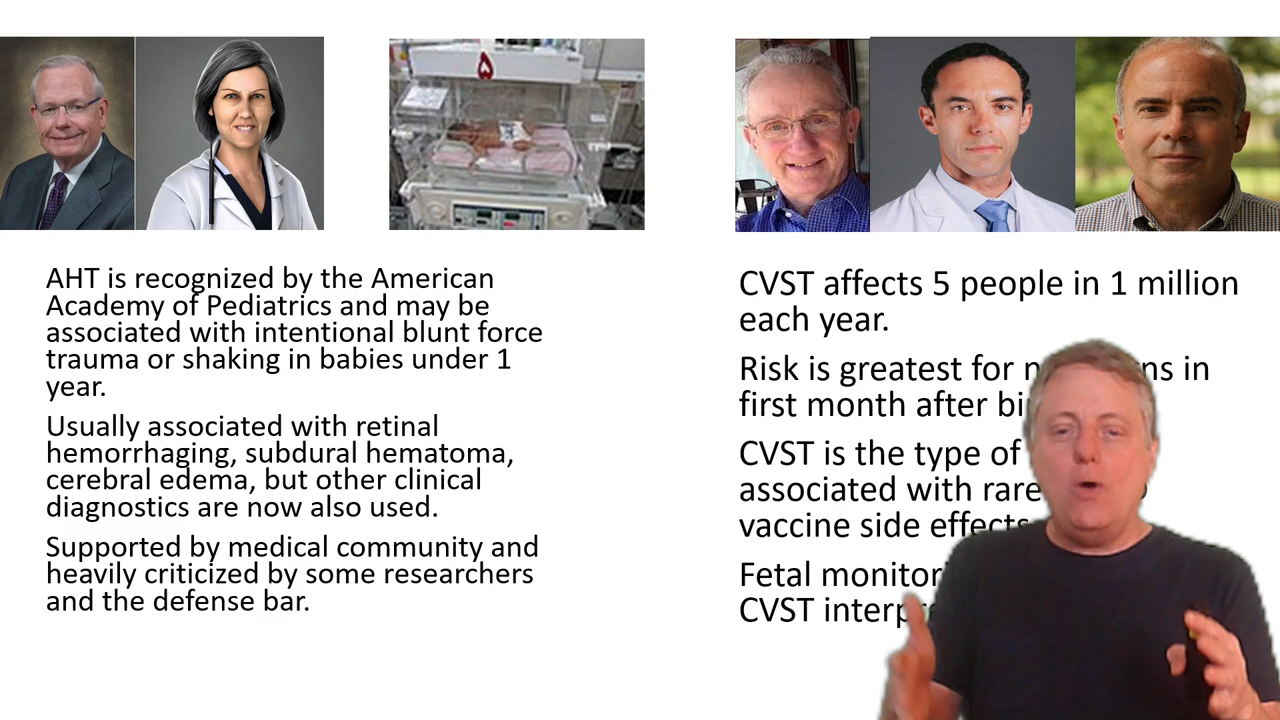 AHT is recognized by the American
Academy of Pediatrics and may be
associated with intentional blunt force
trauma or shaking in babies under 1
year.
Usually associated with retinal
hemorrhaging, subdural hematoma,
cerebral edema, but other clinical
diagnostics are now also used.
Supported by medical community and
heavily criticized by some researchers
and the defense bar.
CVST affects 5 people in 1 million
each year.
Risk is greatest for in
first month after
CVST is the type of
associated with rare
vaccine side effects
Fetal
CVST